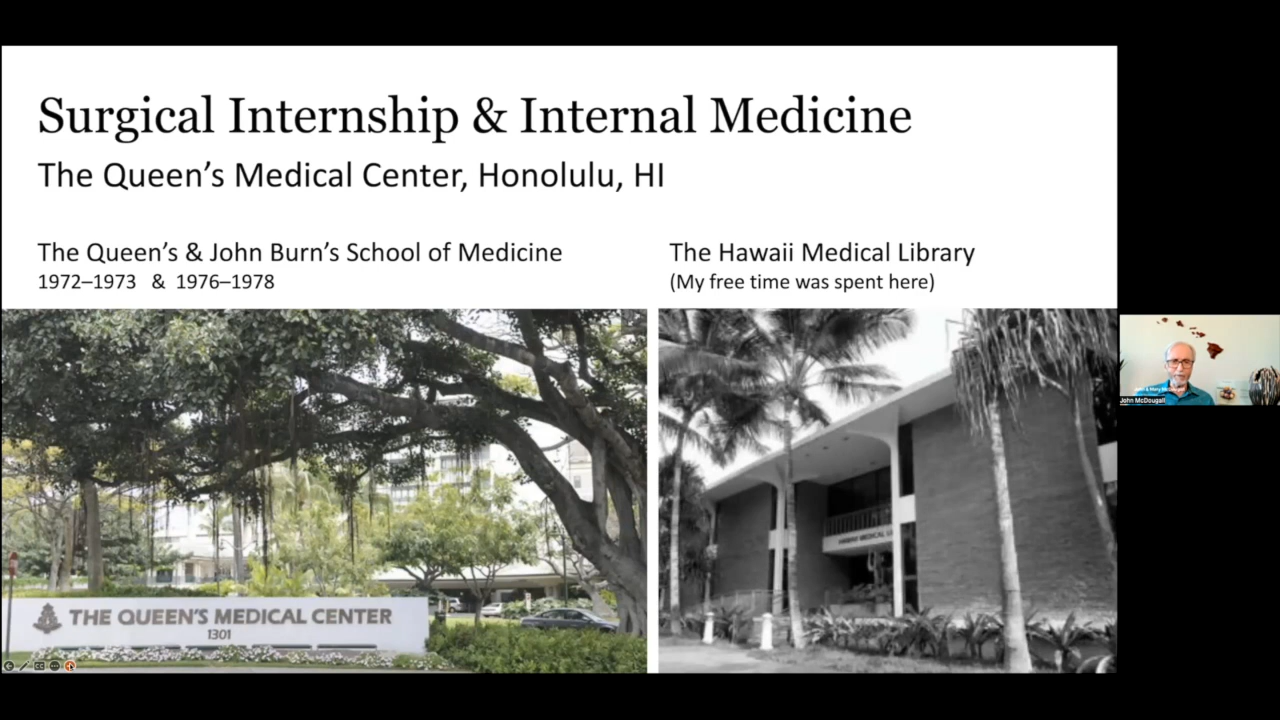 Surgical Internship & Internal Medicine
The Queen’s Medical Center, Honolulu, HI
The Queen’s & John Burn’s School of Medicine
1972–1973 & 1976–1978
The Hawaii Medical Library
(My free time was spent here)
THE QUEEN'S MEDICAL CENTER
1301
HAWAII MEDICAL
John McDougall